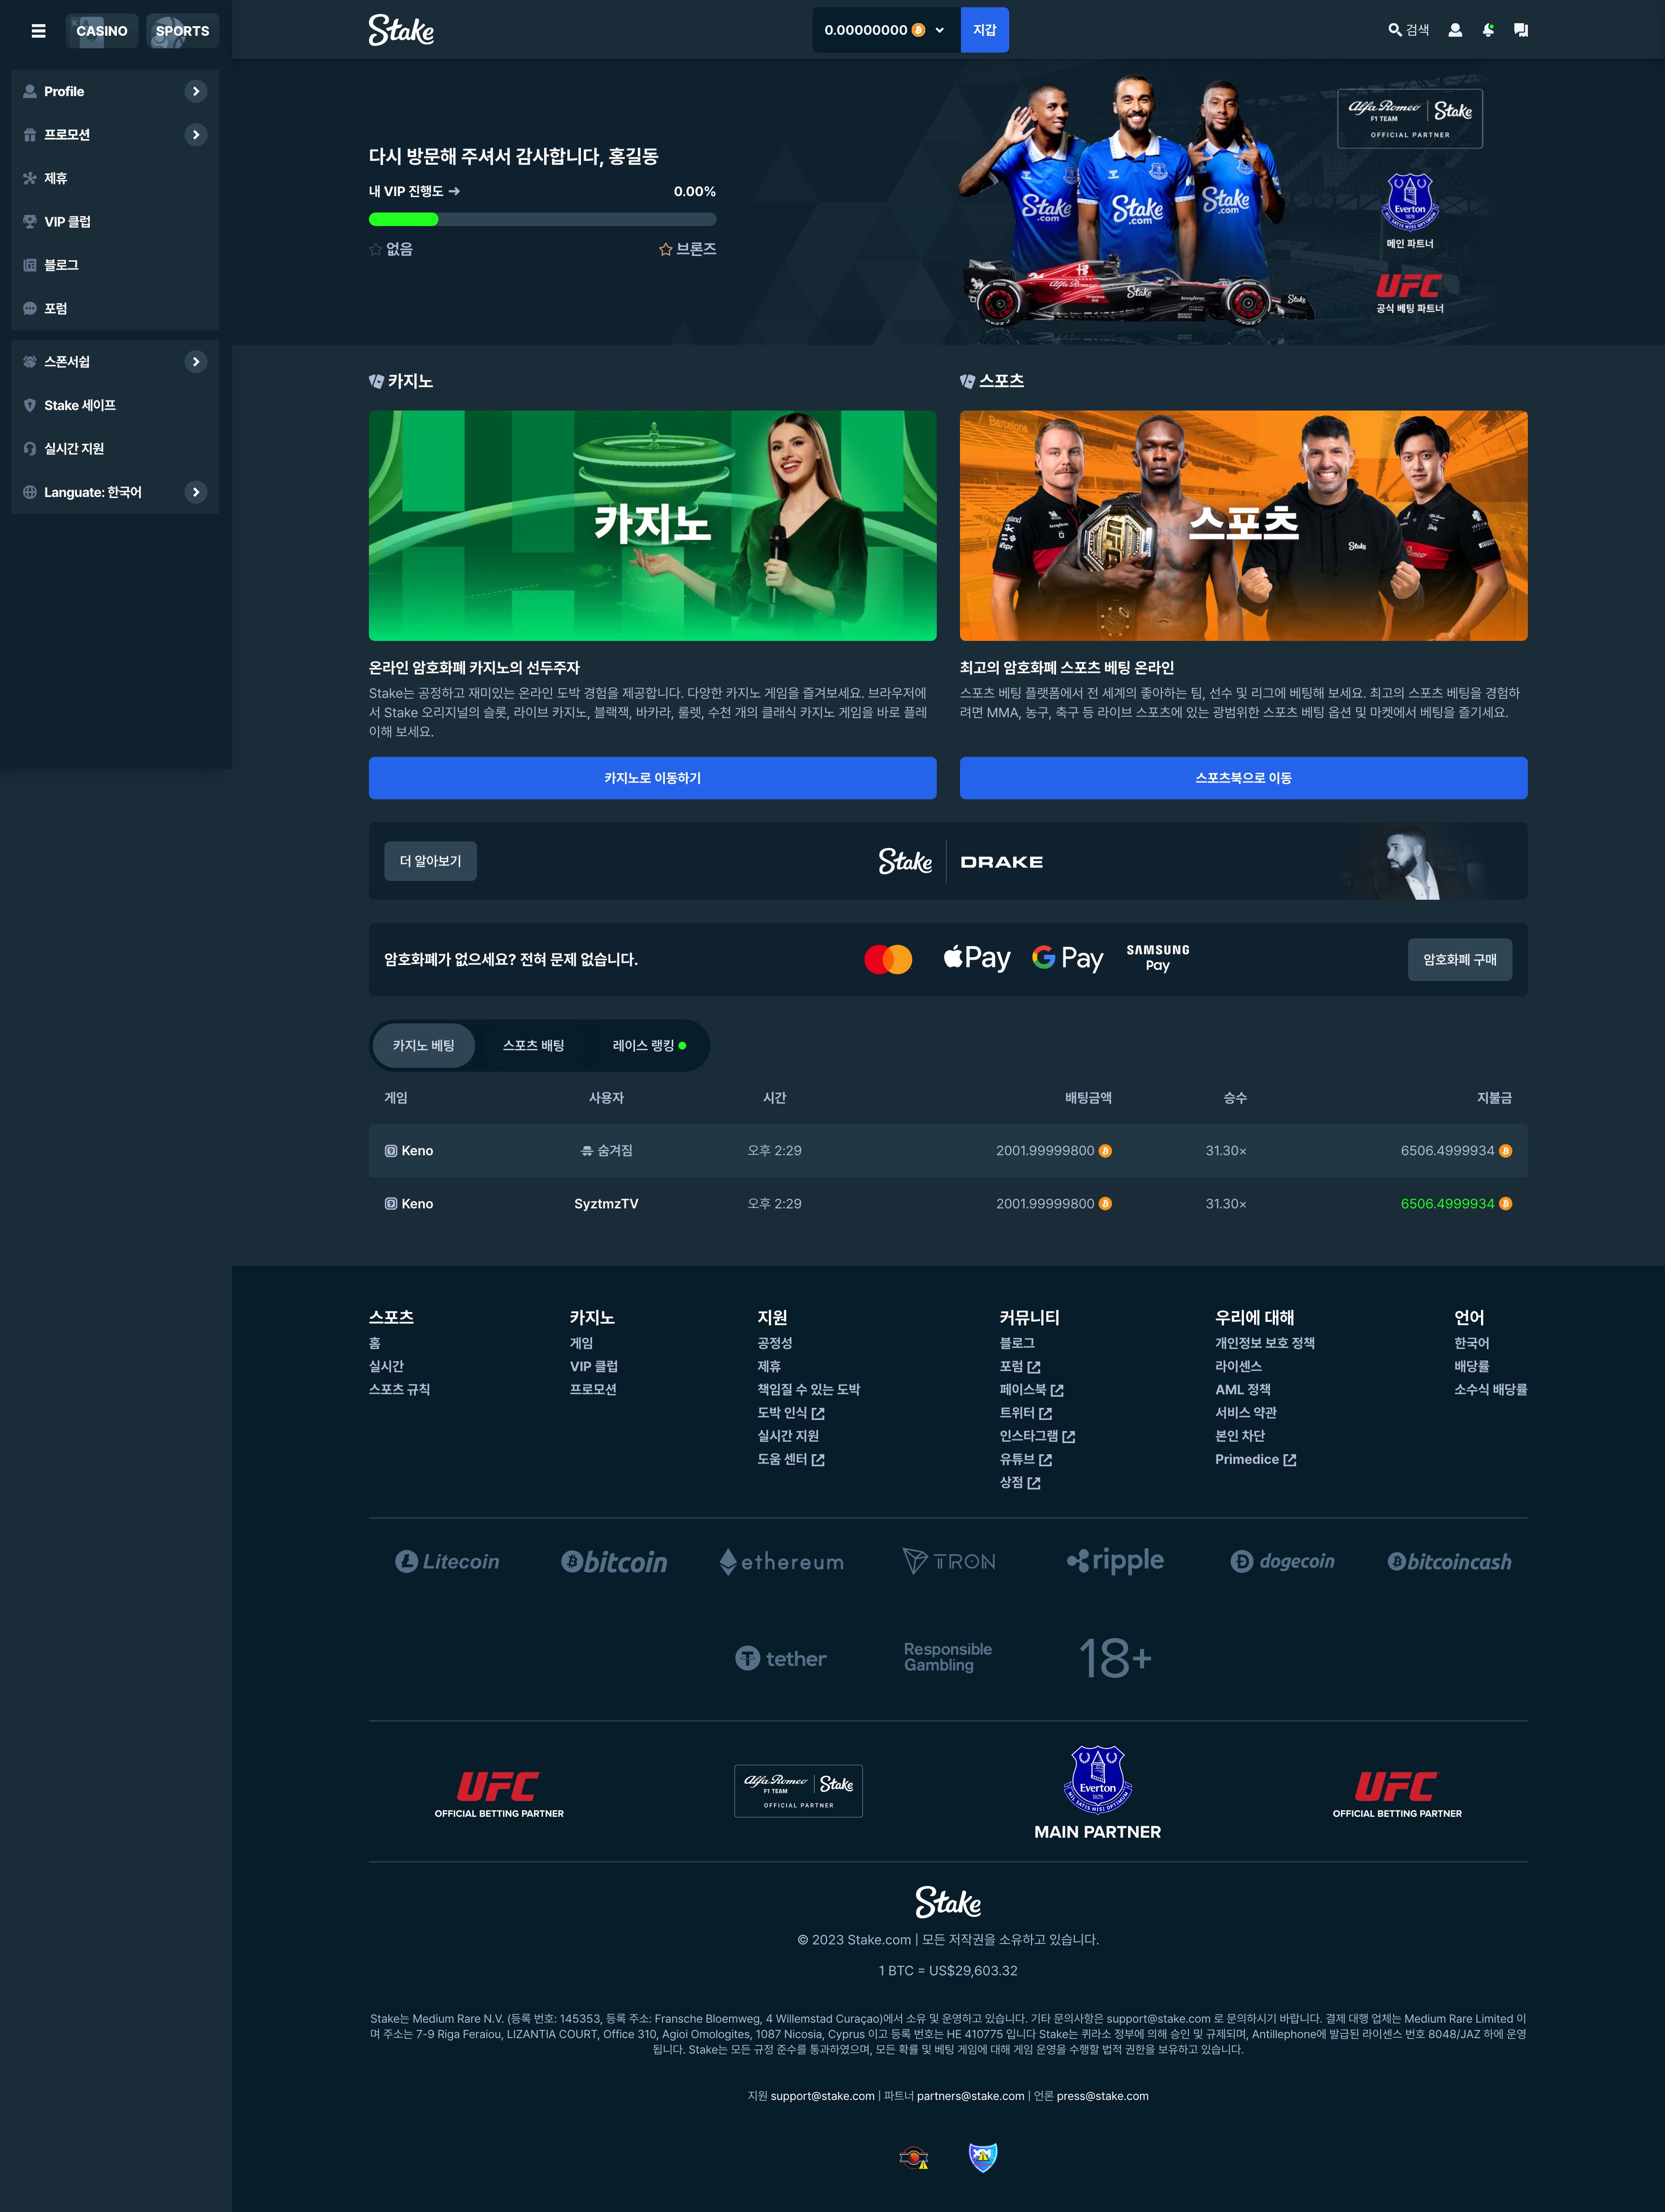 CASINO
SPORTS
Stake
0.00000000
지갑
검색
Profile
프로모션
제휴
VIP 클럽
블로그
포럼
스폰서쉽
Stake 세이프
실시간 지원
Languate: 한국어
다시 방문해 주셔서 감사합니다, 홍길동
내 VIP 진행도
0.00%
없음
브론즈
Stake
.com
Stake
.com
Stake
.com
Alfa Romeo
F1 TEAM
Stake
OFFICIAL PARTNER
Everton
1878
NIL SATIS NISI OPTIMUM
메인 파트너
UFC
공식 베팅 파트너
Stake
Stake
카지노
스포츠
카지노
Barcelona
스포츠
Stake
온라인 암호화폐 카지노의 선두주자
Stake는 공정하고 재미있는 온라인 도박 경험을 제공합니다. 다양한 카지노 게임을 즐겨보세요. 브라우저에
서 Stake 오리지널의 슬롯, 라이브 카지노, 블랙잭, 바카라, 룰렛, 수천 개의 클래식 카지노 게임을 바로 플레
이해 보세요.
카지노로 이동하기
최고의 암호화폐 스포츠 베팅 온라인
스포츠 베팅 플랫폼에서 전 세계의 좋아하는 팀, 선수 및 리그에 베팅해 보세요. 최고의 스포츠 베팅을 경험하
려면 MMA, 농구, 축구 등 라이브 스포츠에 있는 광범위한 스포츠 베팅 옵션 및 마켓에서 베팅을 즐기세요.
스포츠북으로 이동
더 알아보기
Stake
DRAKE
암호화폐가 없으세요? 전혀 문제 없습니다.
Pay
G Pay
SAMSUNG
Pay
암호화폐 구매
카지노 베팅
스포츠 배팅
레이스 랭킹
게임
사용자
시간
배팅금액
승수
지불금
Keno
숨겨짐
오후 2:29
2001.99999800
31.30×
6506.4999934
Keno
SyztmzTV
오후 2:29
2001.99999800
31.30×
6506.4999934
스포츠
홈
실시간
스포츠 규칙
카지노
게임
VIP 클럽
프로모션
지원
공정성
제휴
책임질 수 있는 도박
도박 인식
실시간 지원
도움 센터
커뮤니티
블로그
포럼
페이스북
트위터
인스타그램
유튜브
상점
우리에 대해
개인정보 보호 정책
라이센스
AML 정책
서비스 약관
본인 차단
Primedice
언어
한국어
배당률
소수식 배당률
Litecoin
bitcoin
ethereum
TRON
ripple
dogecoin
bitcoincash
tether
Responsible
Gambling
18+
UFC
OFFICIAL BETTING PARTNER
Alfa Romeo
F1 TEAM
Stake
OFFICIAL PARTNER
Everton
1878
NIL SATIS NISI OPTIMUM
MAIN PARTNER
UFC
OFFICIAL BETTING PARTNER
Stake
© 2023 Stake.com | 모든 저작권을 소유하고 있습니다.
1 BTC = US$29,603.32
Stake는 Medium Rare N.V. (등록 번호: 145353, 등록 주소: Fransche Bloemweg, 4 Willemstad Curaçao)에서 소유 및 운영하고 있습니다. 기타 문의사항은 support@stake.com 로 문의하시기 바랍니다. 결제 대행 업체는 Medium Rare Limited 이
며 주소는 7-9 Riga Feraiou, LIZANTIA COURT, Office 310, Agioi Omologites, 1087 Nicosia, Cyprus 이고 등록 번호는 HE 410775 입니다 Stake는 퀴라소 정부에 의해 승인 및 규제되며, Antillephone에 발급된 라이센스 번호 8048/JAZ 하에 운영
됩니다. Stake는 모든 규정 준수를 통과하였으며, 모든 확률 및 베팅 게임에 대해 게임 운영을 수행할 법적 권한을 보유하고 있습니다.
지원 support@stake.com | 파트너 partners@stake.com | 언론 press@stake.com